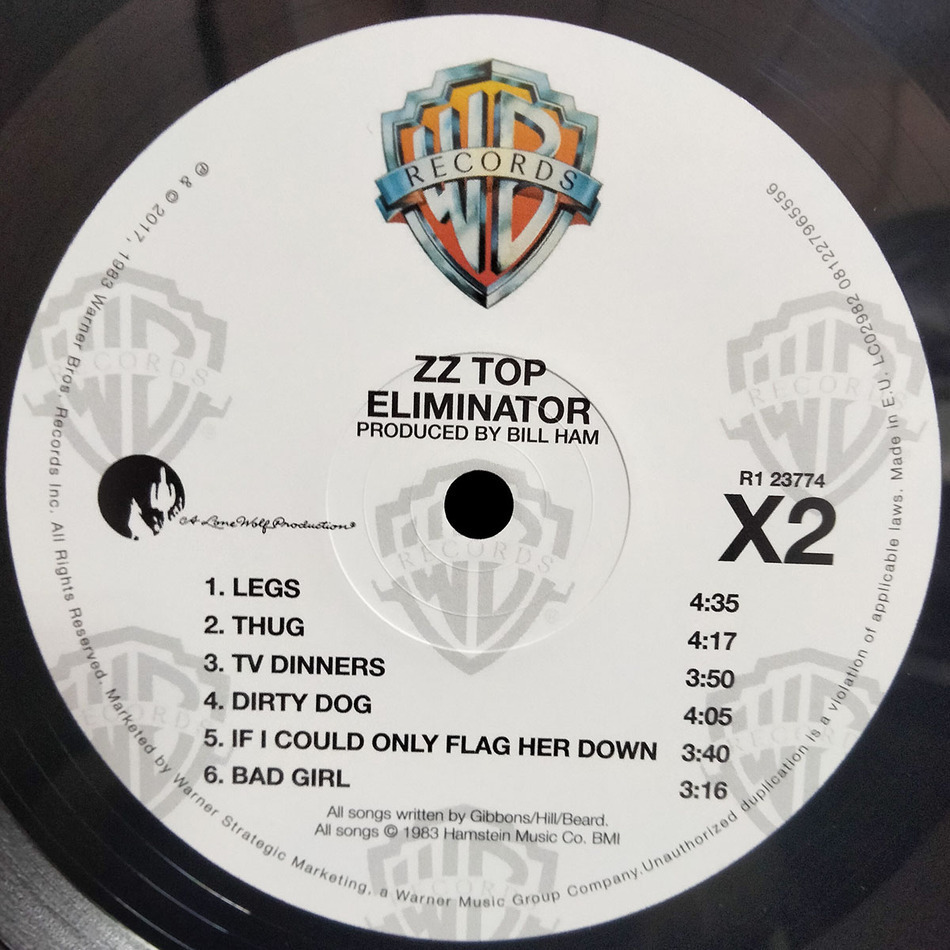 WB
RECORDS
ZZ TOP
ELIMINATOR
PRODUCED BY BILL HAM
R1 23774
X2
A Lone Wolf Production
1. LEGS 4:35
2. THUG 4:17
3. TV DINNERS 3:50
4. DIRTY DOG 4:05
5. IF I COULD ONLY FLAG HER DOWN 3:40
6. BAD GIRL 3:16
All songs written by Gibbons/Hill/Beard.
All songs © 1983 Hamstein Music Co. BMI
℗ & © 2017, 1983 Warner Bros. Records Inc. All Rights Reserved. Marketed by Warner Strategic Marketing, a Warner Music Group Company. Unauthorized duplication is a violation of applicable laws. Made in E.U. LC02982 081227965556